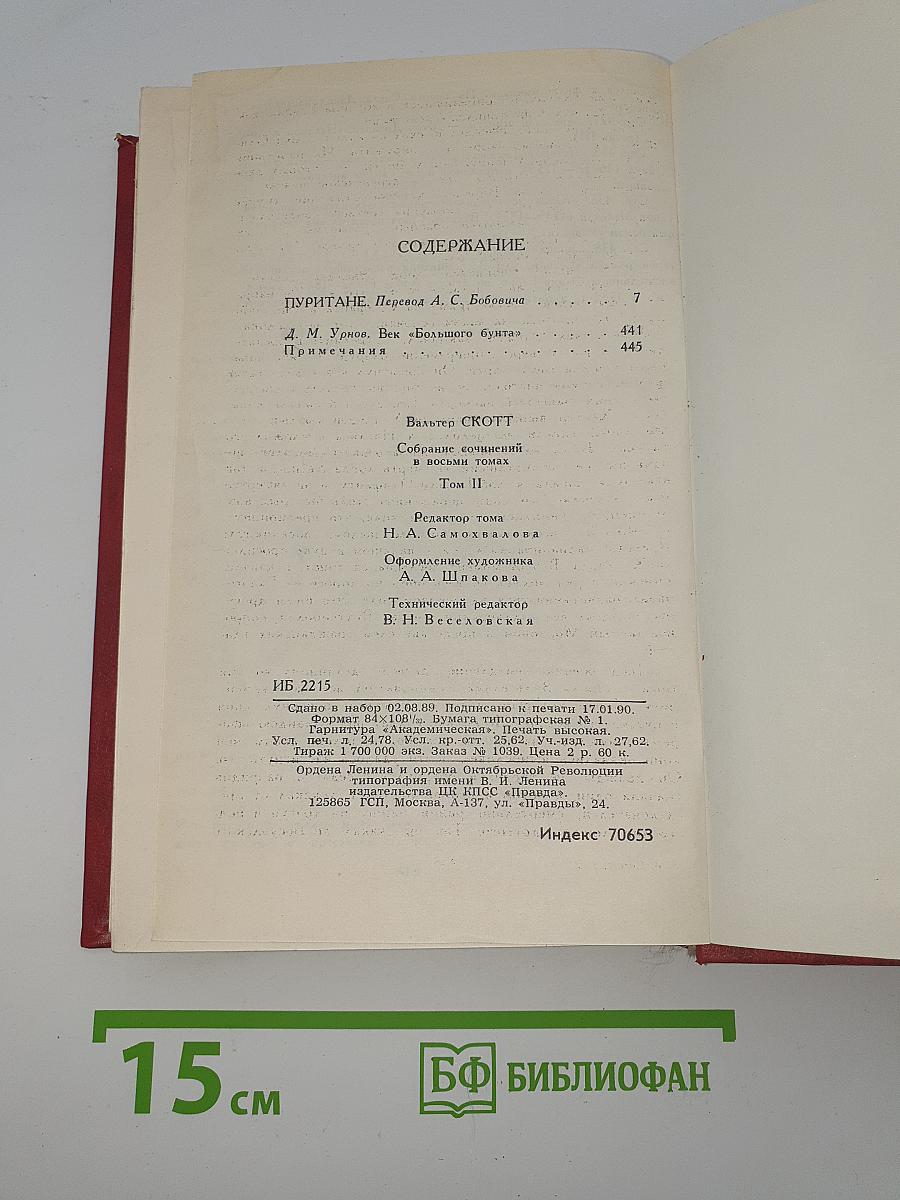 СОДЕРЖАНИЕ
ПУРИТАНЕ. Перевод А. С. Бобовича . . . . . 7
Д. М. Урнов. Век «Большого бунта» . . . . . 441
Примечания . . . . . . . . . . . . 445
Вальтер СКОТТ
Собрание сочинений
в восьми томах
Том II
Редактор тома
Н. А. Самохвалова
Оформление художника
А. А. Шпакова
Технический редактор
В. Н. Веселовская
ИБ 2215
Сдано в набор 02.08.89. Подписано к печати 17.01.90.
Формат 84×108¹/₃₂. Бумага типографская № 1.
Гарнитура «Академическая». Печать высокая.
Усл. печ. л. 24,78. Усл. кр.-отт. 25,62. Уч.-изд. л. 27,62.
Тираж 1 700 000 экз. Заказ № 1039. Цена 2 р. 60 к.
Ордена Ленина и ордена Октябрьской Революции
типография имени В. И. Ленина
издательства ЦК КПСС «Правда».
125865 ГСП, Москва, А-137, ул. «Правды», 24.
Индекс 70653
15 см
БФ БИБЛИОФАН